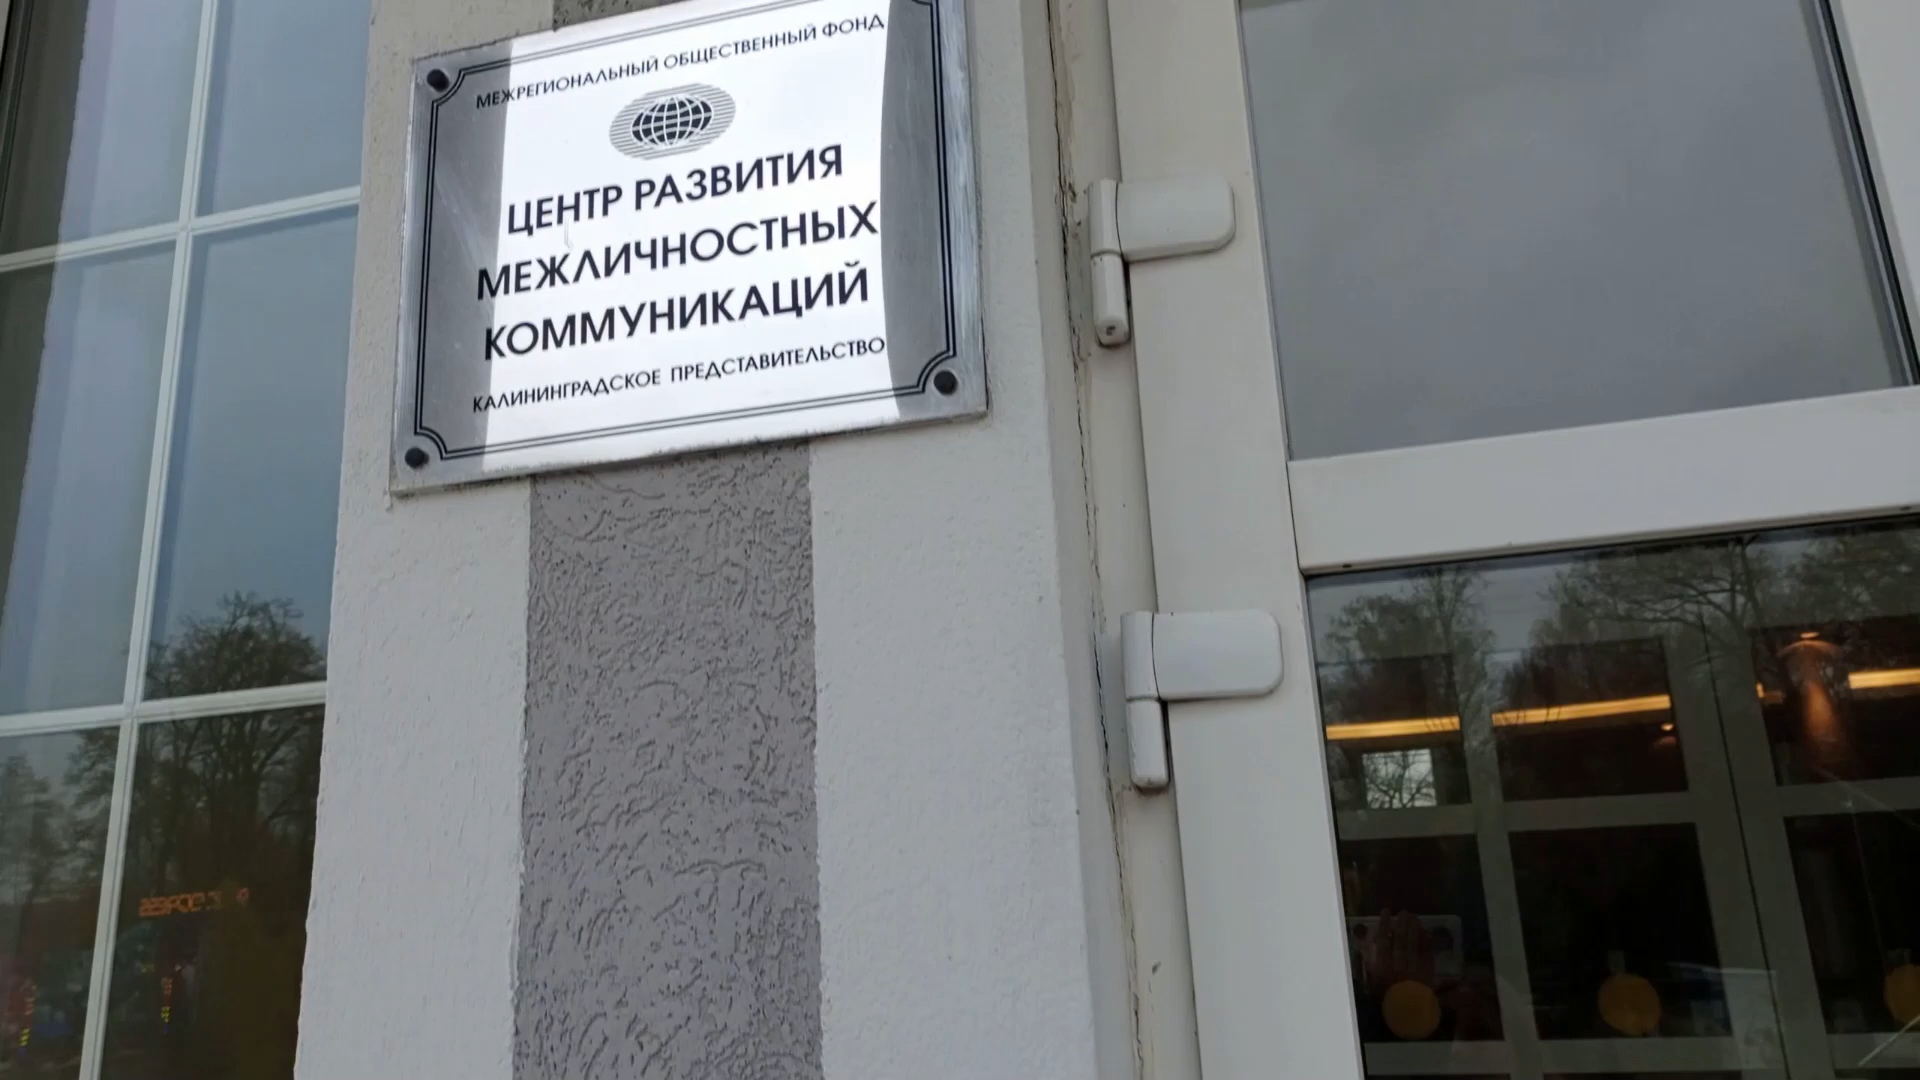 МЕЖРЕГИОНАЛЬНЫЙ ОБЩЕСТВЕННЫЙ ФОНД
ЦЕНТР РАЗВИТИЯ
МЕЖЛИЧНОСТНЫХ
КОММУНИКАЦИЙ
КАЛИНИНГРАДСКОЕ ПРЕДСТАВИТЕЛЬСТВО